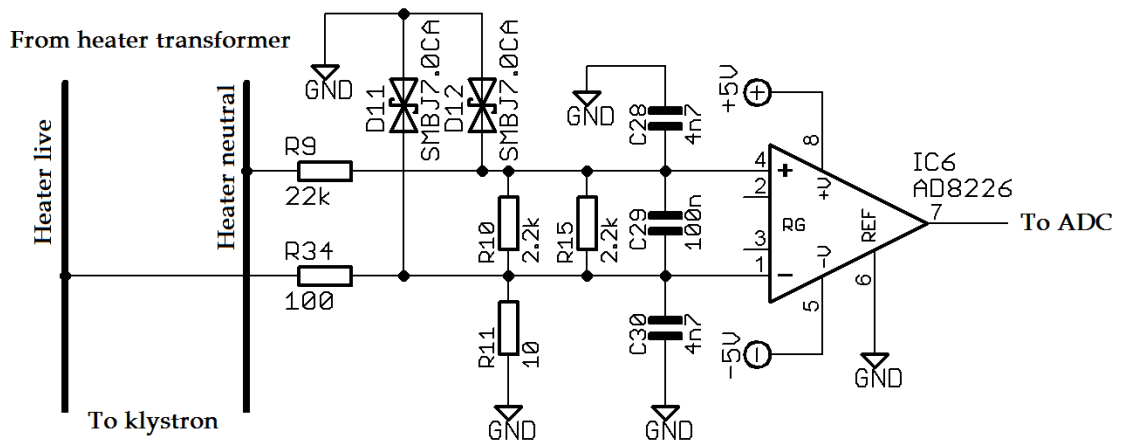 From heater transformer
Heater live
Heater neutral
GND
D11
SMBJ7.0CA
D12
SMBJ7.0CA
GND
C28
4n7
+5V
8
IC6
AD8226
R9
22k
4
+
V+
2
R10
2.2k
R15
2.2k
C29
100n
RG
REF
7
To ADC
3
R34
100
1
-
V-
5
6
R11
10
C30
4n7
-5V
GND
GND
GND
To klystron